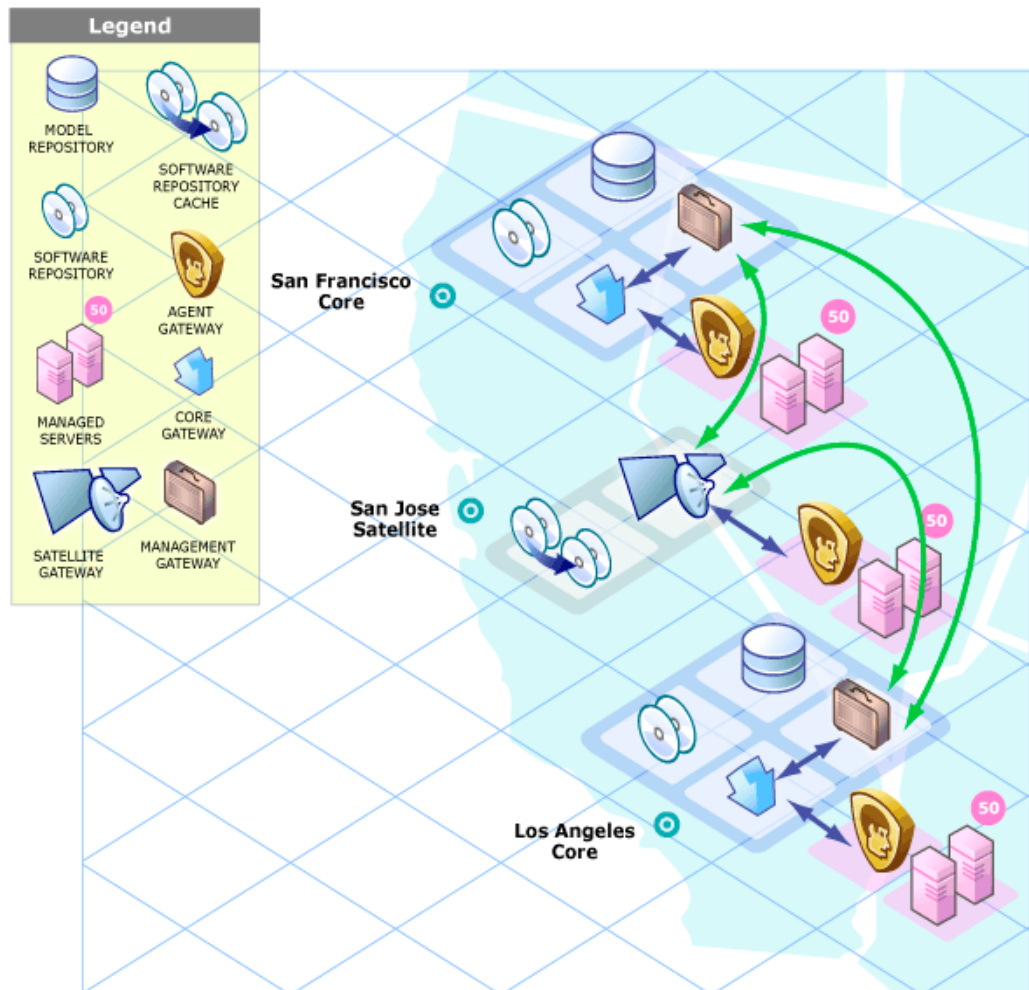 Legend
MODEL
REPOSITORY
SOFTWARE
REPOSITORY
CACHE
SOFTWARE
REPOSITORY
AGENT
GATEWAY
50
MANAGED
SERVERS
CORE
GATEWAY
SATELLITE
GATEWAY
MANAGEMENT
GATEWAY
San Francisco
Core
50
San Jose
Satellite
50
Los Angeles
Core
50